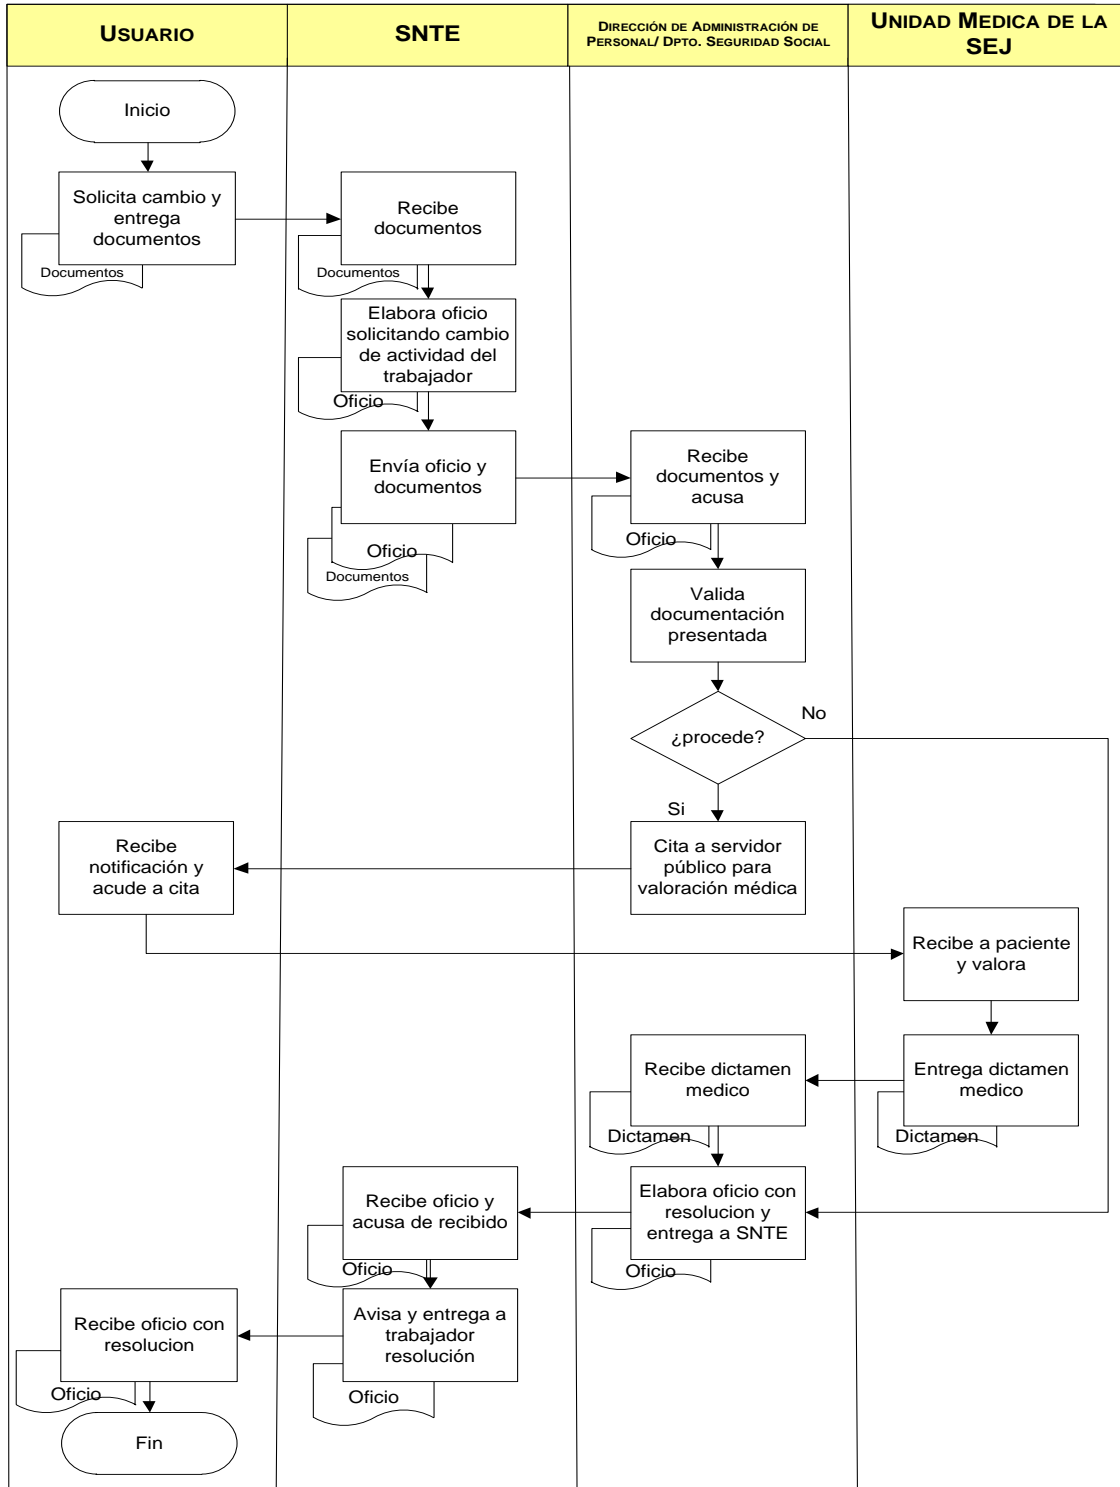 USUARIO
SNTE
DIRECCIÓN DE ADMINISTRACIÓN DE
PERSONAL/ DPTO. SEGURIDAD SOCIAL
UNIDAD MEDICA DE LA
SEJ
Inicio
Solicita cambio y
entrega
documentos
Documentos
Recibe
documentos
Documentos
Elabora oficio
solicitando cambio
de actividad del
trabajador
Oficio
Envía oficio y
documentos
Oficio
Documentos
Recibe
documentos y
acusa
Oficio
Valida
documentación
presentada
¿procede?
No
Si
Cita a servidor
público para
valoración médica
Recibe
notificación y
acude a cita
Recibe a paciente
y valora
Entrega dictamen
medico
Dictamen
Recibe dictamen
medico
Dictamen
Elabora oficio con
resolucion y
entrega a SNTE
Oficio
Recibe oficio y
acusa de recibido
Oficio
Avisa y entrega a
trabajador
resolución
Oficio
Recibe oficio con
resolucion
Oficio
Fin